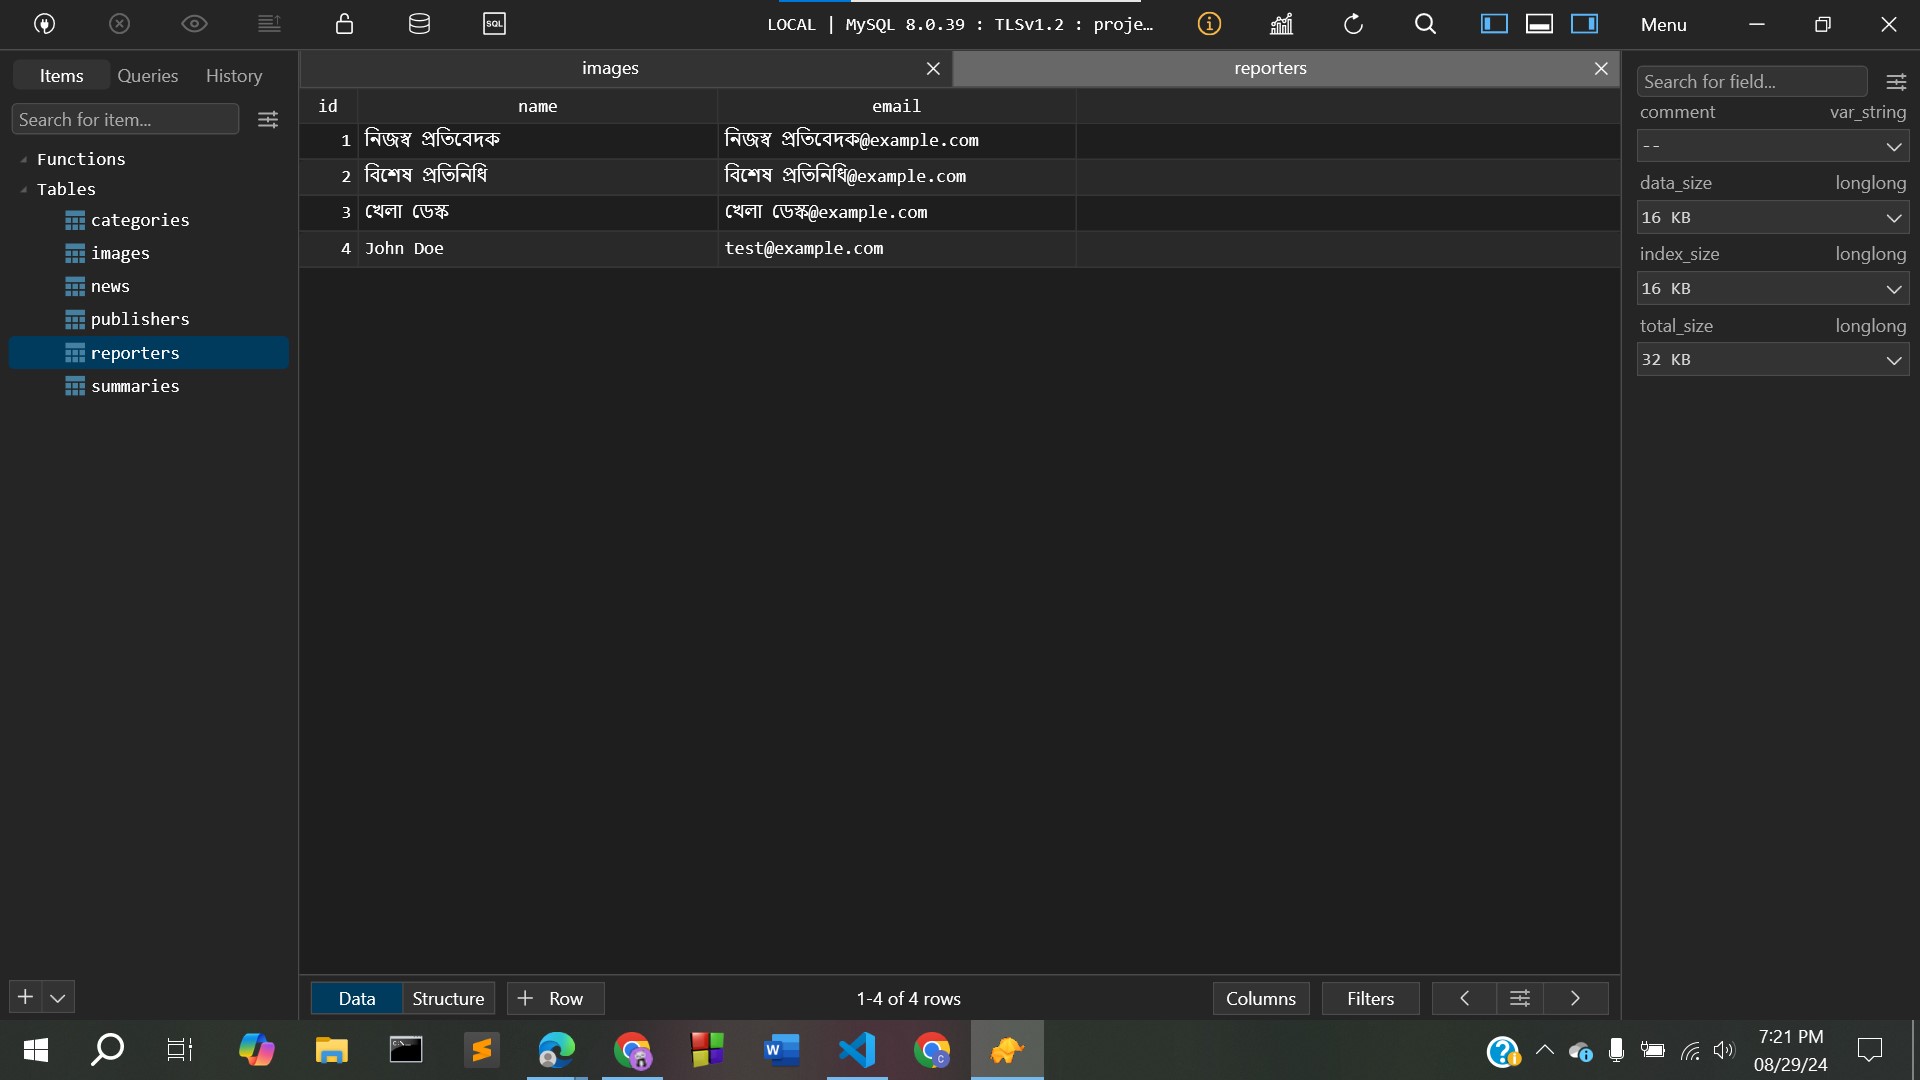 SQL
LOCAL | MySQL 8.0.39 : TLSv1.2 : proje…
Menu
Items Queries History
Search for item...
Functions
Tables
categories
images
news
publishers
reporters
summaries
images
reporters
id name email
1 নিজস্ব প্রতিবেদক নিজস্ব প্রতিবেদক@example.com
2 বিশেষ প্রতিনিধি বিশেষ প্রতিনিধি@example.com
3 খেলা ডেস্ক খেলা ডেস্ক@example.com
4 John Doe test@example.com
Search for field...
comment var_string
--
data_size longlong
16 KB
index_size longlong
16 KB
total_size longlong
32 KB
Data Structure + Row
1-4 of 4 rows
Columns Filters
7:21 PM
08/29/24